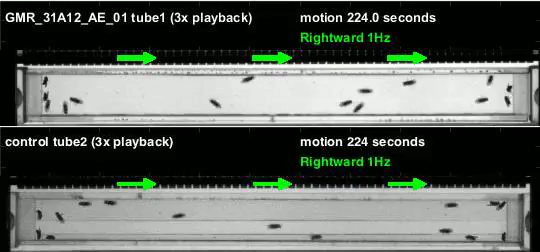 GMR_31A12_AE_01 tube1 (3x playback)
motion 224.0 seconds
Rightward 1Hz
control tube2 (3x playback)
motion 224 seconds
Rightward 1Hz